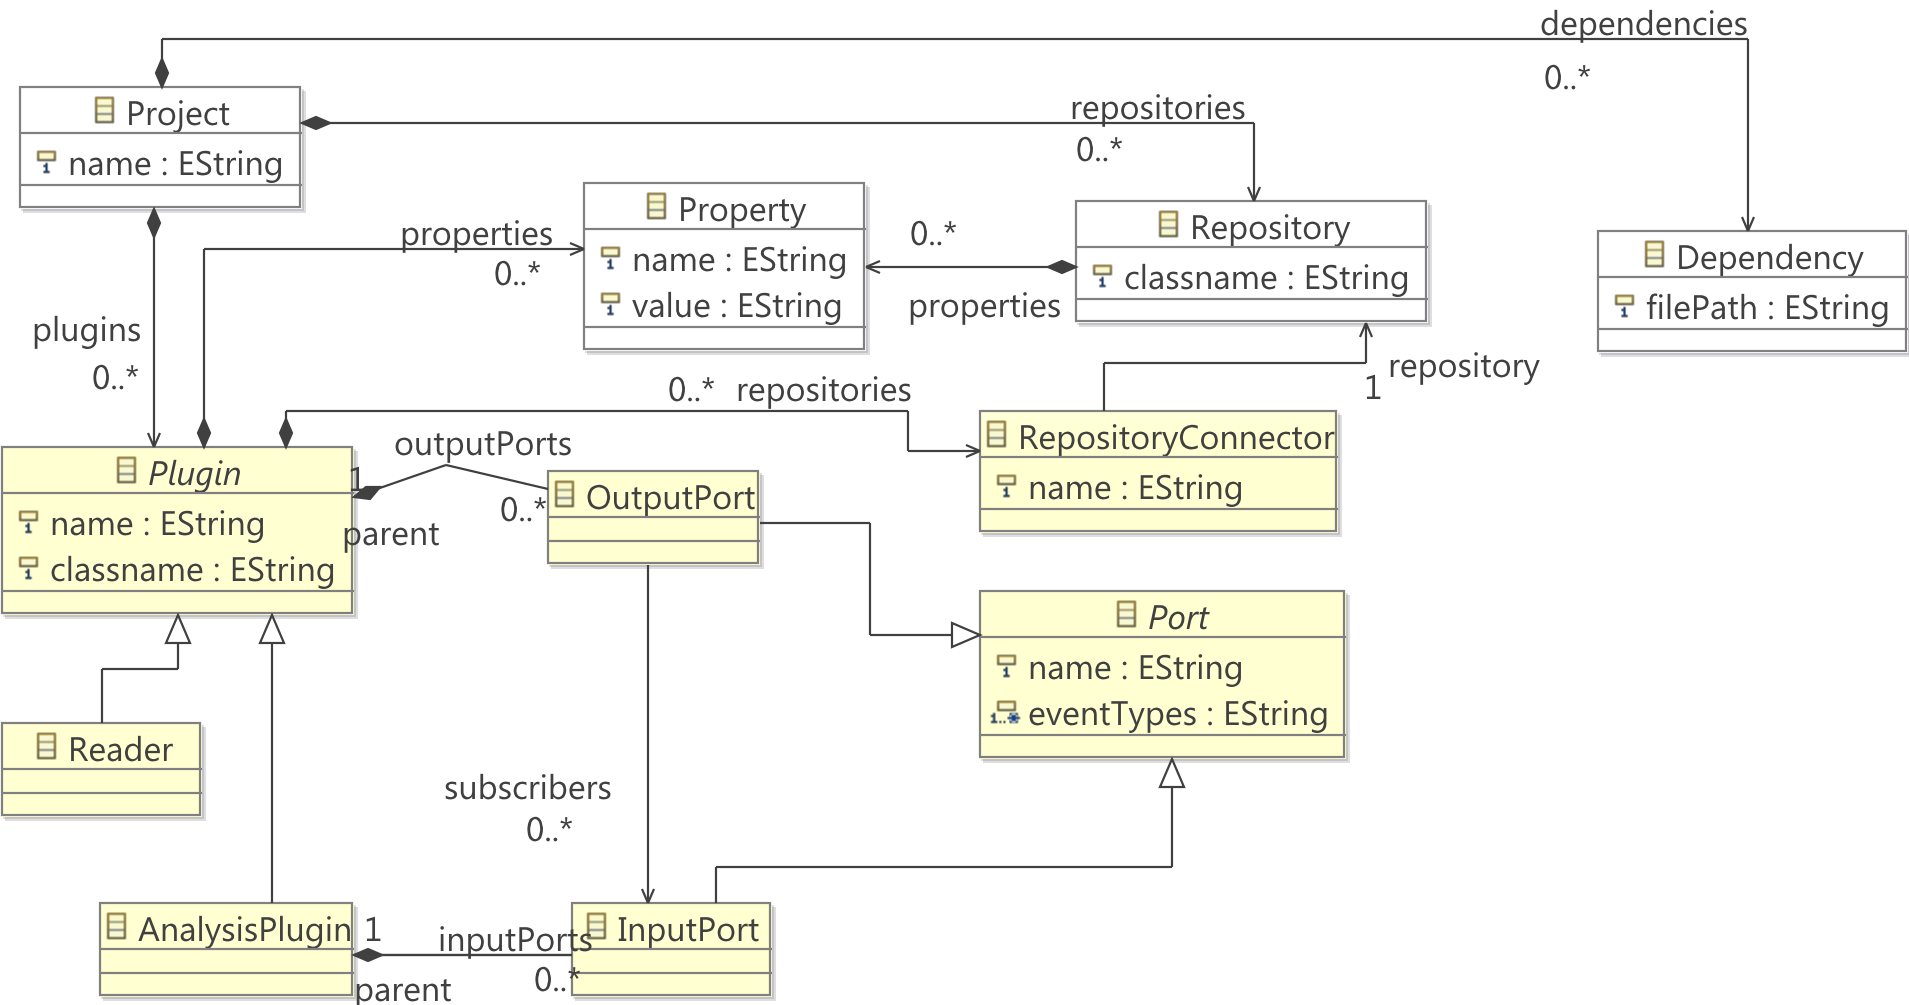 dependencies
0..*
Project
name : EString
repositories
0..*
Property
name : EString
value : EString
properties
0..*
0..*
properties
Repository
classname : EString
Dependency
filePath : EString
plugins
0..*
repository
1
0..* repositories
RepositoryConnector
name : EString
Plugin
name : EString
classname : EString
outputPorts
1
parent
0..*
OutputPort
Port
name : EString
1..* eventTypes : EString
Reader
subscribers
0..*
AnalysisPlugin
1
parent
inputPorts
0..*
InputPort